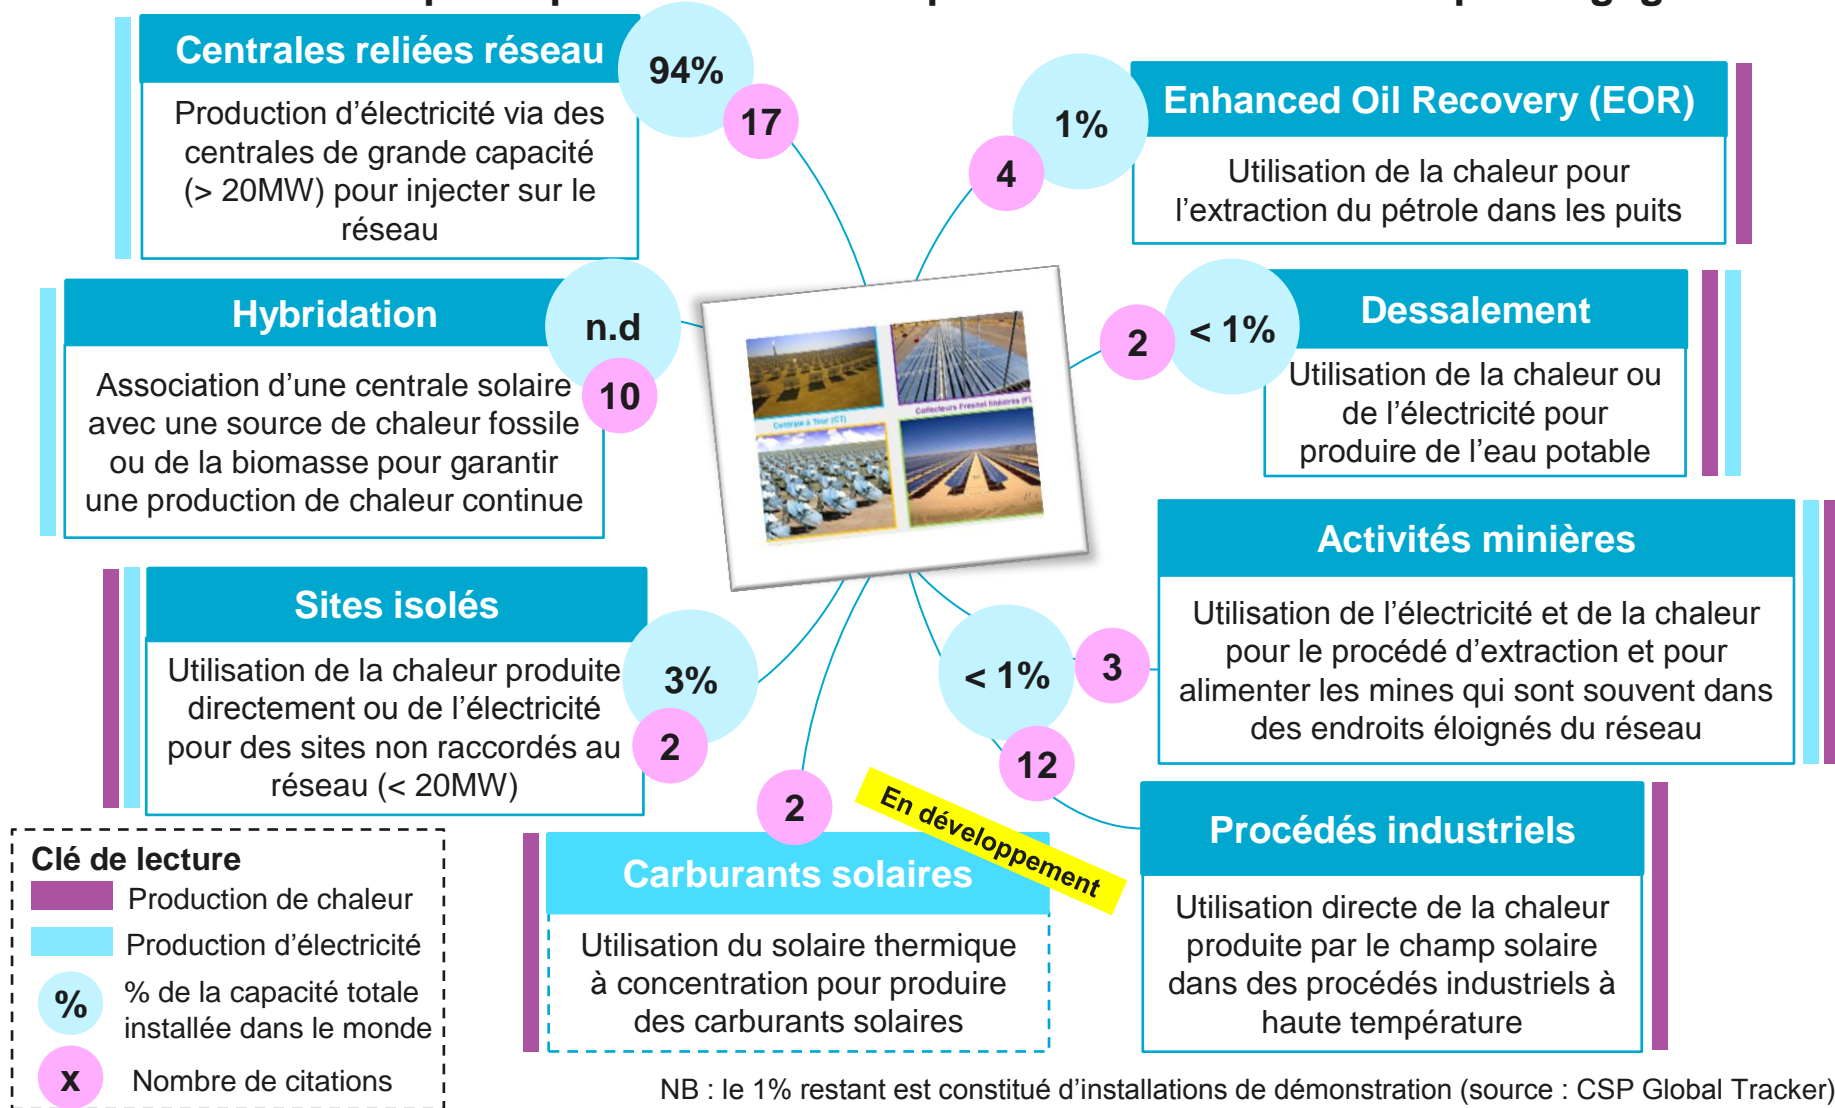 Centrales reliées réseau
94%
17
Production d’électricité via des
centrales de grande capacité
(> 20MW) pour injecter sur le
réseau
Enhanced Oil Recovery (EOR)
1%
4
Utilisation de la chaleur pour
l’extraction du pétrole dans les puits
Hybridation
n.d
10
Association d’une centrale solaire
avec une source de chaleur fossile
ou de la biomasse pour garantir
une production de chaleur continue
Dessalement
2
< 1%
Utilisation de la chaleur ou
de l’électricité pour
produire de l’eau potable
Centrale à Tour (CT)
Collecteurs Fresnel linéaires
Sites isolés
3%
2
Utilisation de la chaleur produite
directement ou de l’électricité
pour des sites non raccordés au
réseau (< 20MW)
Activités minières
< 1%
3
Utilisation de l’électricité et de la chaleur
pour le procédé d’extraction et pour
alimenter les mines qui sont souvent dans
des endroits éloignés du réseau
12
2
En développement
Carburants solaires
Utilisation du solaire thermique
à concentration pour produire
des carburants solaires
Procédés industriels
Utilisation directe de la chaleur
produite par le champ solaire
dans des procédés industriels à
haute température
Clé de lecture
Production de chaleur
Production d’électricité
%
% de la capacité totale
installée dans le monde
x
Nombre de citations
NB : le 1% restant est constitué d’installations de démonstration (source : CSP Global Tracker)